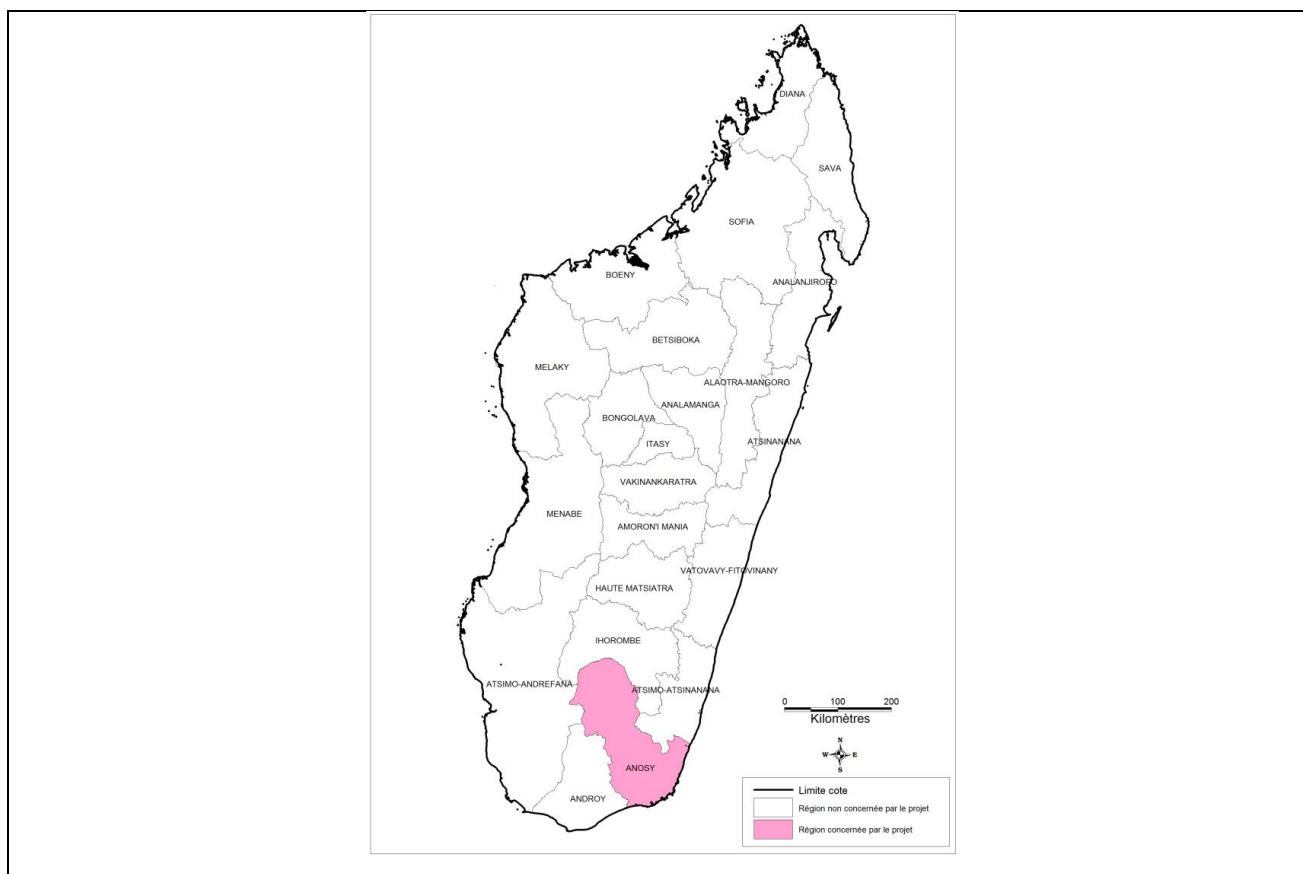 DIANA
SAVA
SOFIA
BOENY
ANALANJIROFO
BETSIBOKA
MELAKY
ALAOTRA-MANGORO
ANALAMANGA
BONGOLAVA
ITASY
ATSINANANA
VAKINANKARATRA
MENABE
AMORON'I MANIA
VATOVAVY-FITOVINANY
HAUTE MATSIATRA
IHOROMBE
ATSIMO-ANDREFANA
ATSIMO-ATSINANANA
ANOSY
ANDROY
0 100 200
Kilomètres
N
W E
S
Limite cote
Région non concernée par le projet
Région concernée par le projet